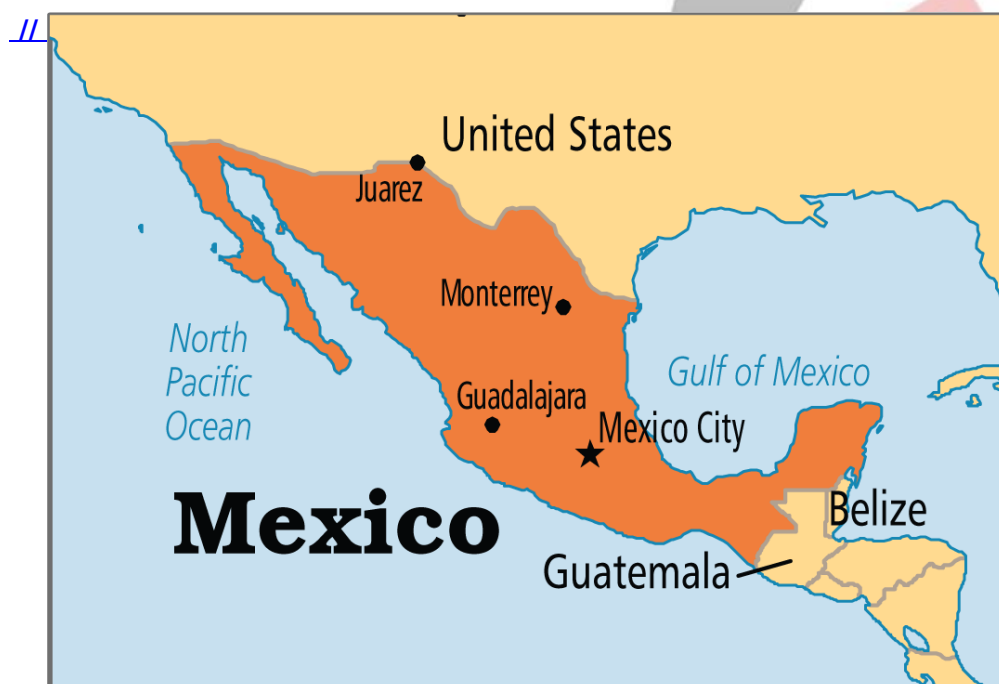 //
United States
Juarez
Monterrey
North
Pacific
Ocean
Gulf of Mexico
Guadalajara
Mexico City
Mexico
Belize
Guatemala